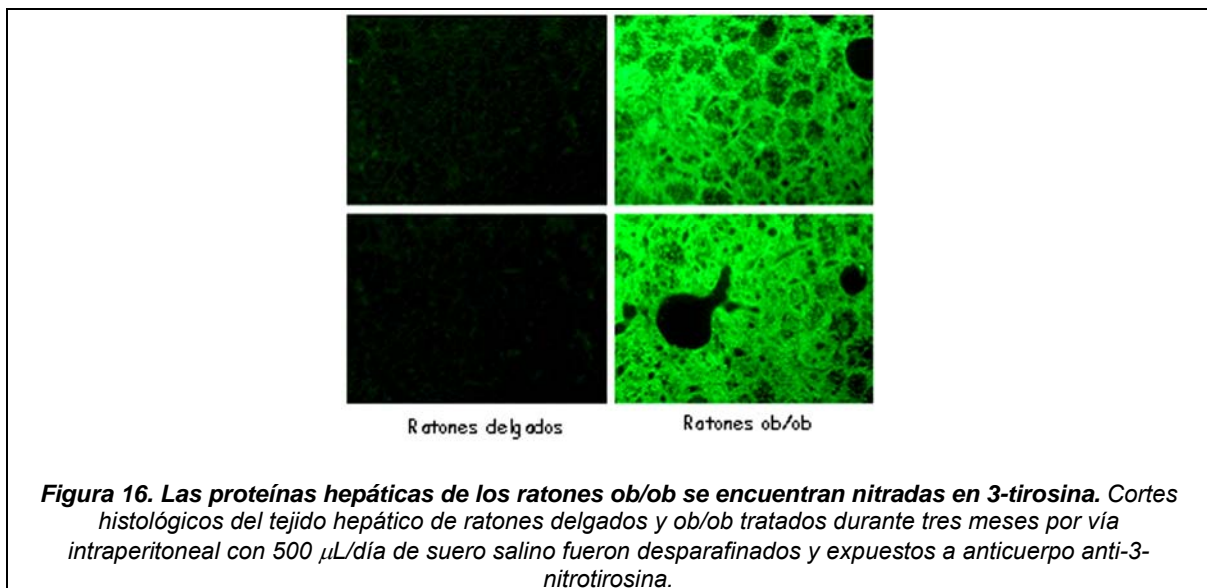 Ratones delgados
Ratones ob/ob
Figura 16. Las proteínas hepáticas de los ratones ob/ob se encuentran nitradas en 3-tirosina. Cortes
histológicos del tejido hepático de ratones delgados y ob/ob tratados durante tres meses por vía
intraperitoneal con 500 μL/día de suero salino fueron desparafinados y expuestos a anticuerpo anti-3-
nitrotirosina.